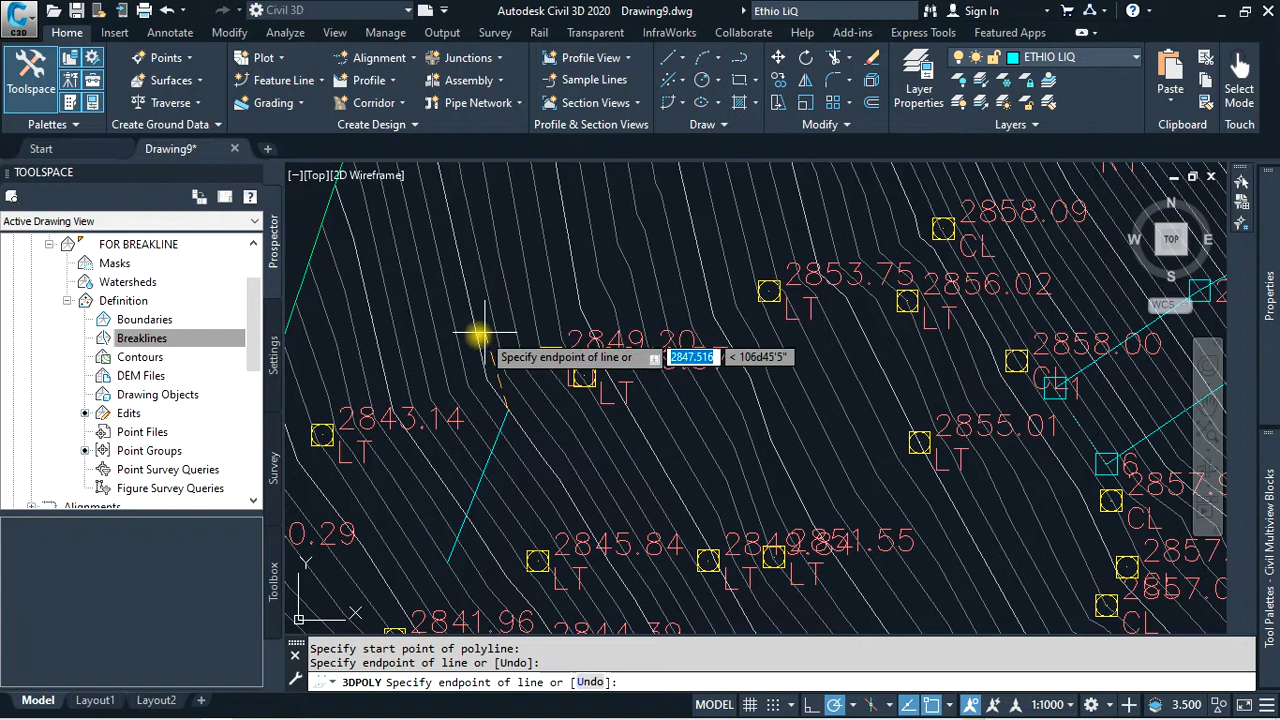 C3D
Civil 3D
Autodesk Civil 3D 2020 Drawing9.dwg
Ethio LiQ
Sign In
Home Insert Annotate Modify Analyze View Manage Output Survey Rail Transparent InfraWorks Collaborate Help Add-ins Express Tools Featured Apps
Toolspace
Points
Surfaces
Traverse
Plot
Feature Line
Grading
Alignment
Profile
Corridor
Junctions
Assembly
Pipe Network
Profile View
Sample Lines
Section Views
Layer
Properties
ETHIO LIQ
Paste
Select
Mode
Palettes Create Ground Data Create Design Profile & Section Views Draw Modify Layers Clipboard Touch
Start Drawing9*
TOOLSPACE
Active Drawing View
FOR BREAKLINE
Masks
Watersheds
Definition
Boundaries
Breaklines
Contours
DEM Files
Drawing Objects
Edits
Point Files
Point Groups
Point Survey Queries
Figure Survey Queries
Prospector
Settings
Survey
Toolbox
[−][Top][2D Wireframe]
2858.09
CL
2853.75
LT
2856.02
LT
2849.20
LT
Specify endpoint of line or 2847.516 < 106d45'5"
2858.00
2843.14
LT
2855.01
LT
6
CL
0.29
2845.84
LT
2851.55
LT
2841.96
N
W TOP E
S
WCS
Y
X
Properties
Tool Palettes - Civil Multiview Blocks
Specify start point of polyline:
Specify endpoint of line or [Undo]:
3DPOLY Specify endpoint of line or [Undo]:
Model Layout1 Layout2
MODEL 1:1000 3.500